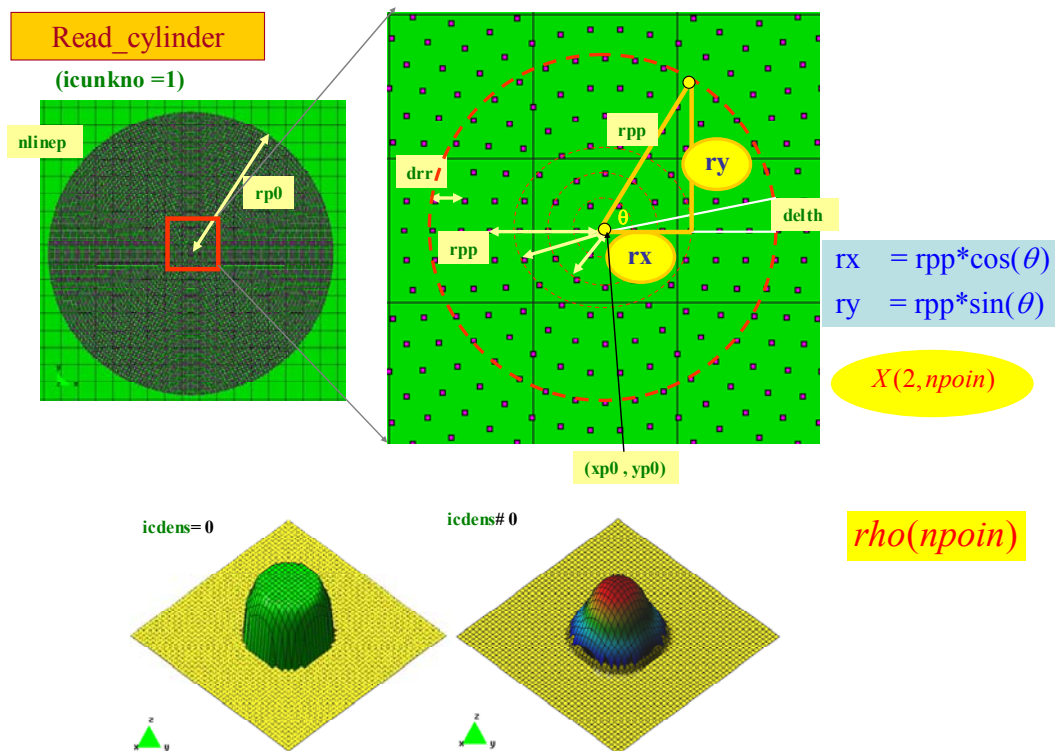 Read_cylinder
(icunkno =1)
nlinep
rp0
rpp
ry
drr
θ
delth
rpp
rx
rx = rpp*cos(θ)
ry = rpp*sin(θ)
X(2,npoin)
(xp0 , yp0)
icdens= 0
icdens# 0
rho(npoin)
z
x y
z
x y